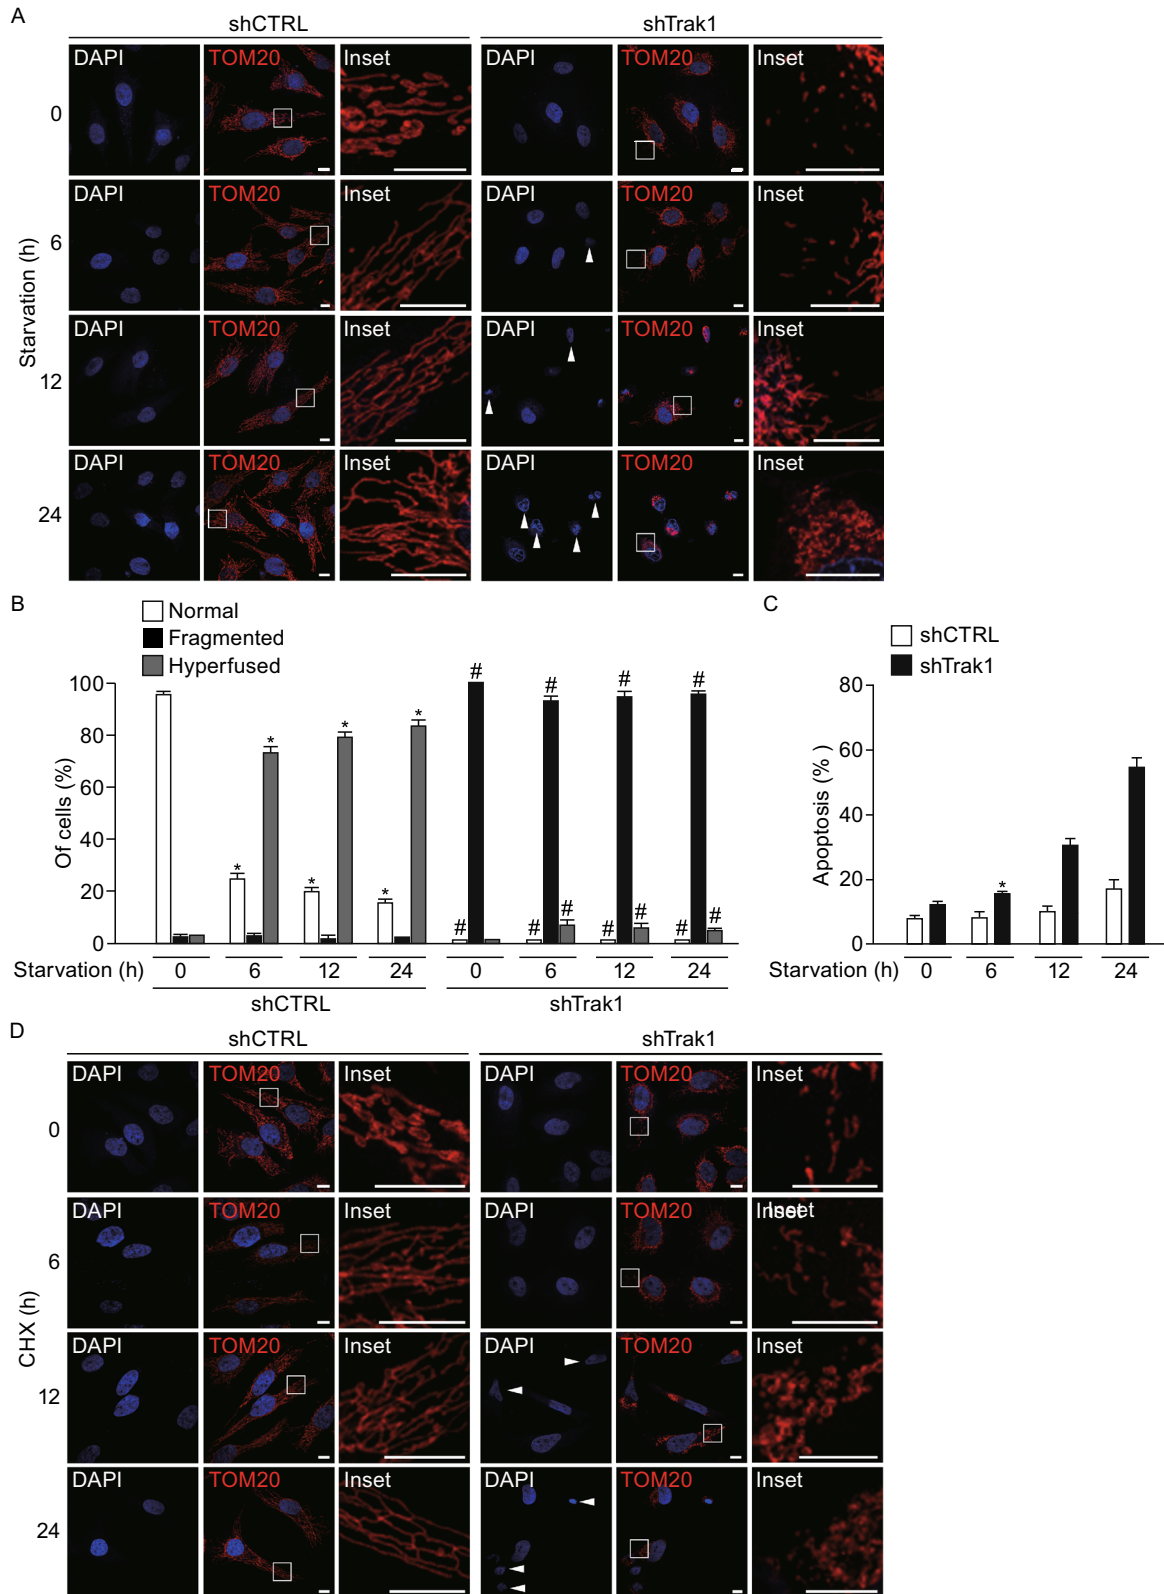 A
shCTRL
shTrak1
DAPI
TOM20
Inset
DAPI
TOM20
Inset
0
DAPI
TOM20
Inset
DAPI
TOM20
Inset
6
DAPI
TOM20
Inset
DAPI
TOM20
Inset
12
DAPI
TOM20
Inset
DAPI
TOM20
Inset
24
Starvation (h)
B
Normal
Fragmented
Hyperfused
Of cells (%)
100
80
60
40
20
0
* * * * * *
# # # # # # # # # # #
Starvation (h) 0 6 12 24 0 6 12 24
shCTRL
shTrak1
C
shCTRL
shTrak1
Apoptosis (% )
80
60
40
20
0
*
(h) 0 6 12 24
D
shCTRL
shTrak1
DAPI
TOM20
Inset
DAPI
TOM20
Inset
0
DAPI
TOM20
Inset
DAPI
TOM20
Inset
Inset
6
DAPI
TOM20
Inset
DAPI
TOM20
Inset
12
DAPI
TOM20
Inset
DAPI
TOM20
Inset
24
CHX (h)